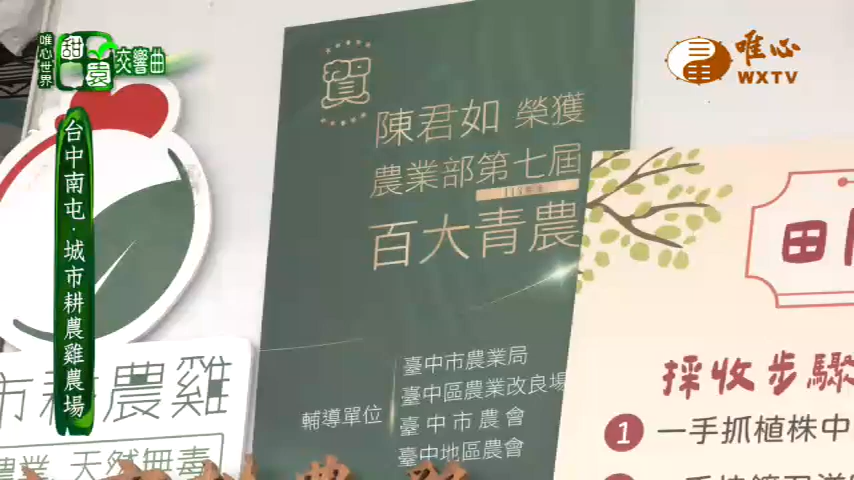 唯心世界
甜園交響曲
唯心
WXTV
台中南屯·城市耕農雞農場
賀
陳君如 榮獲
農業部第七屆
百大青農
輔導單位
臺中市農業局
臺中區農業改良場
臺中市農會
臺中地區農會
市耕農雞
農業 天然無毒
田
採收步驟
1 一手抓植株中